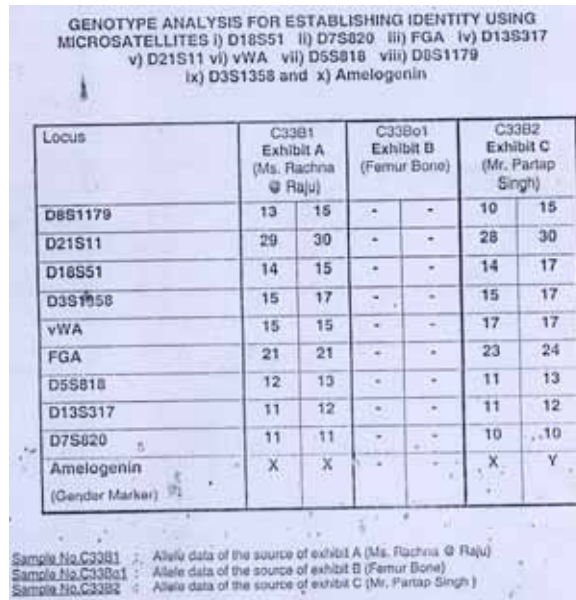 GENOTYPE ANALYSIS FOR ESTABLISHING IDENTITY USING
MICROSATELLITES i) D18S51 ii) D7S820 iii) FGA iv) D13S317
v) D21S11 vi) vWA vii) D5S818 viii) D8S1179
ix) D3S1358 and x) Amelogenin
Locus C33B1 Exhibit A (Ms. Rachna @ Raju) C33Bo1 Exhibit B (Femur Bone) C33B2 Exhibit C (Mr. Partap Singh)
D8S1179 13 15 - - 10 15
D21S11 29 30 - - 28 30
D18S51 14 15 - - 14 17
D3S1358 15 17 - - 15 17
vWA 15 15 - - 17 17
FGA 21 21 - - 23 24
D5S818 12 13 - - 11 13
D13S317 11 12 - - 11 12
D7S820 11 11 - - 10 10
Amelogenin X X - - X Y
(Gender Marker)
Sample No.C33B1 : Allele data of the source of exhibit A (Ms. Rachna @ Raju)
Sample No.C33Bo1 : Allele data of the source of exhibit B (Femur Bone)
Sample No.C33B2 : Allele data of the source of exhibit C (Mr. Partap Singh )